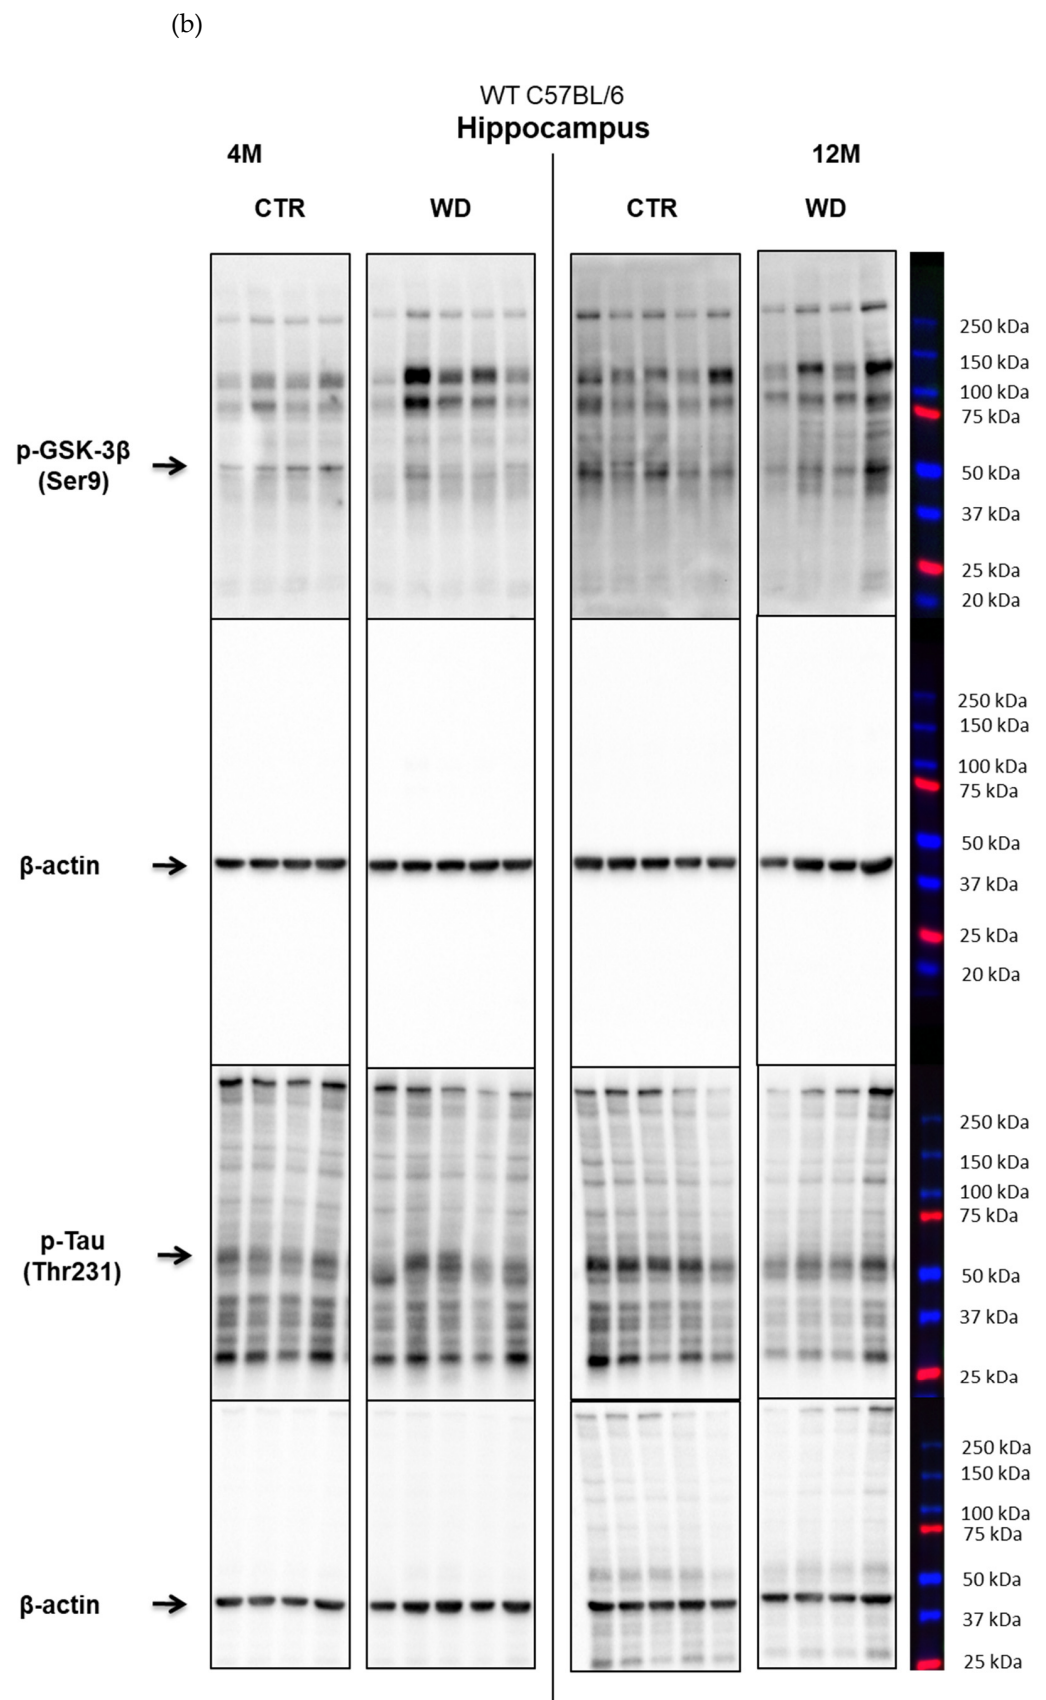 (b)
WT C57BL/6
Hippocampus
4M
12M
CTR
WD
CTR
WD
250 kDa
150 kDa
100 kDa
75 kDa
p-GSK-3β
(Ser9)
50 kDa
37 kDa
25 kDa
20 kDa
250 kDa
150 kDa
100 kDa
75 kDa
50 kDa
β-actin
37 kDa
25 kDa
20 kDa
250 kDa
150 kDa
100 kDa
75 kDa
p-Tau
(Thr231)
50 kDa
37 kDa
25 kDa
250 kDa
150 kDa
100 kDa
75 kDa
50 kDa
β-actin
37 kDa
25 kDa